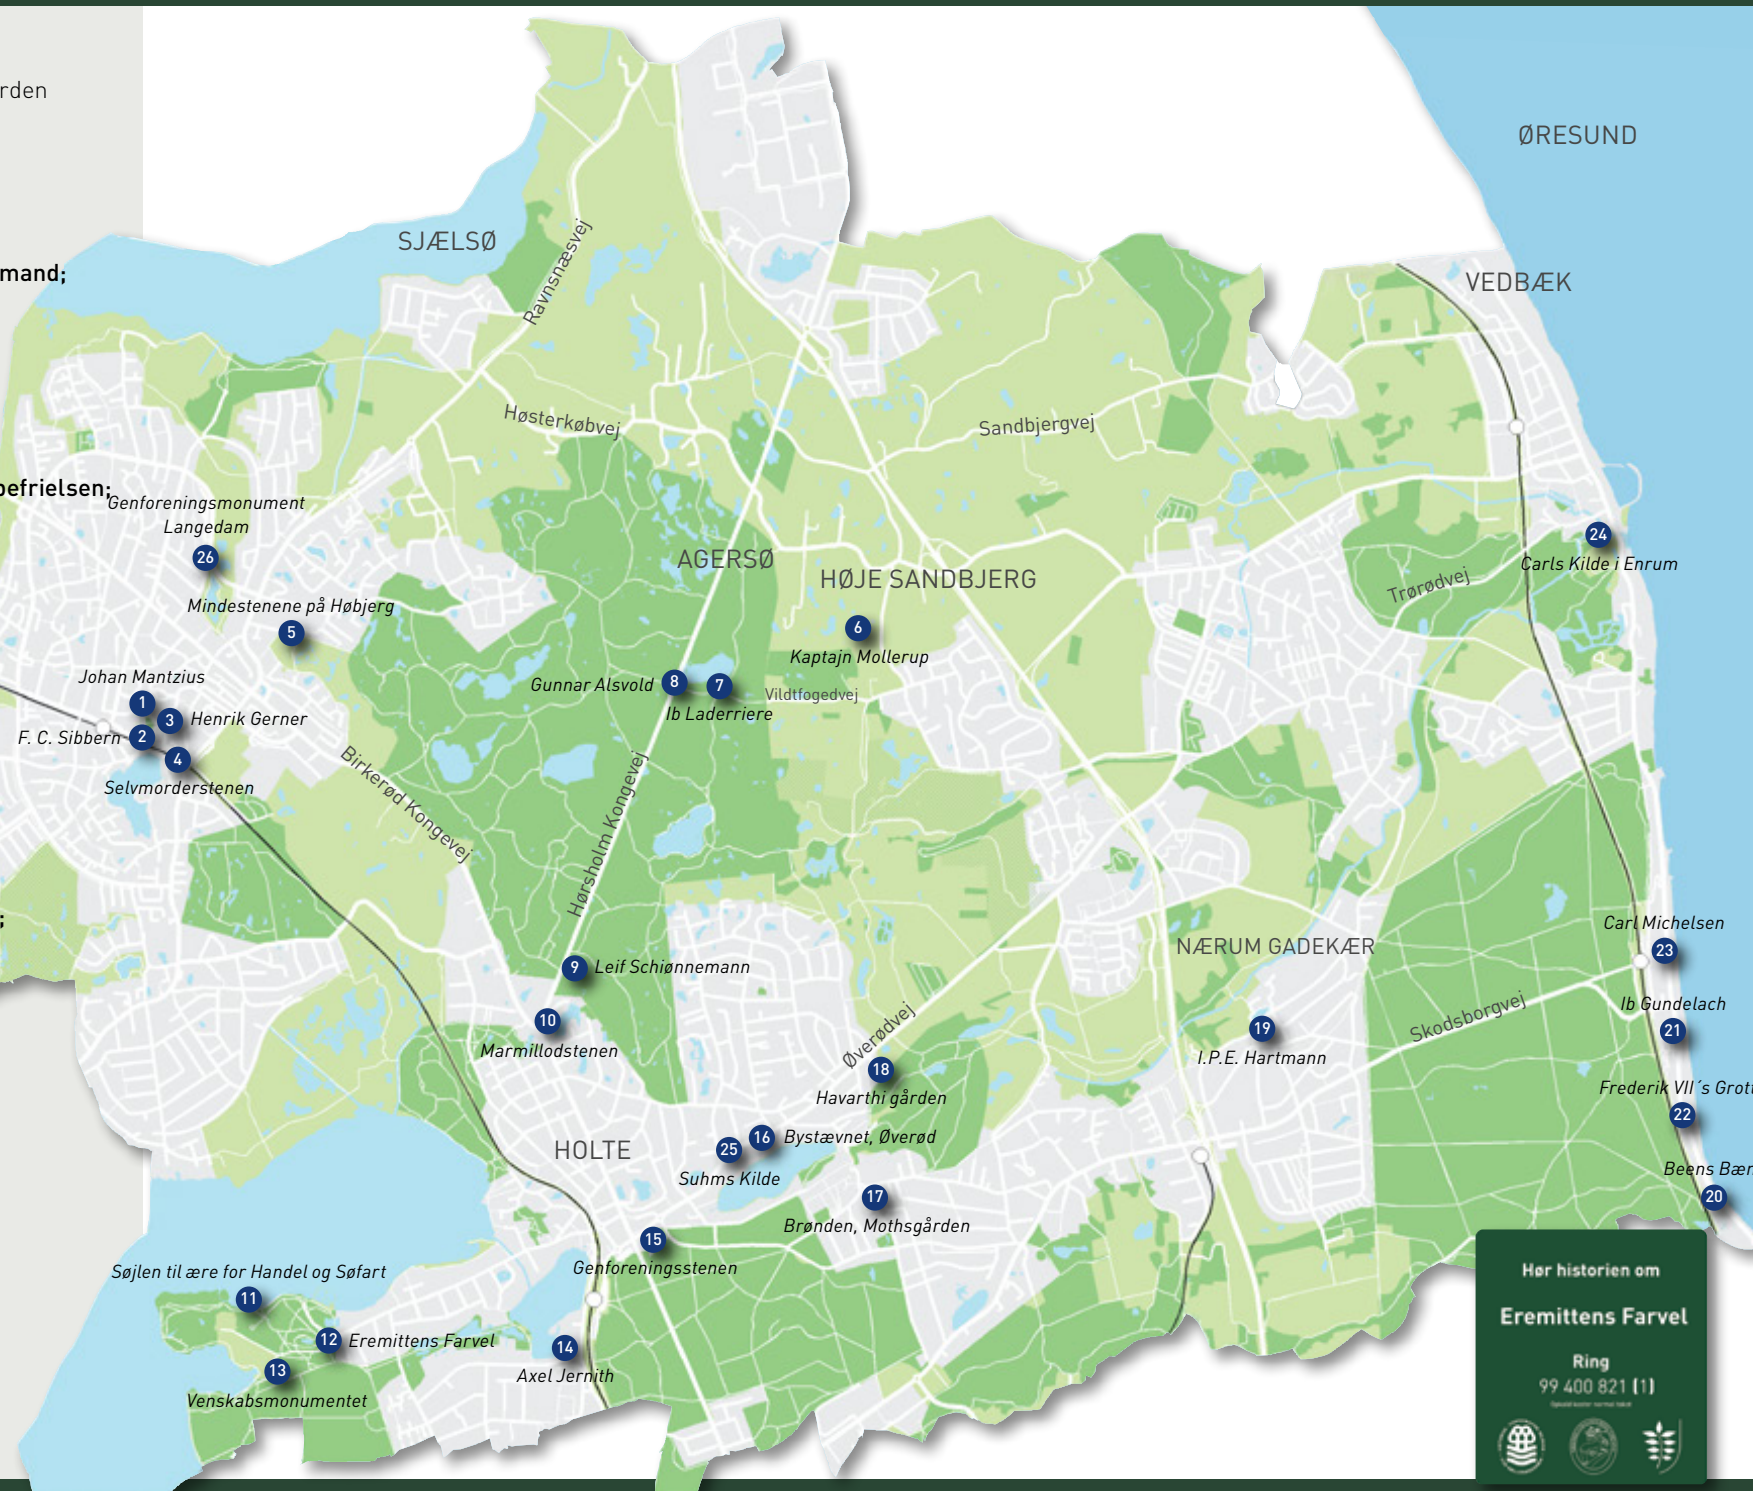 rden
ØRESUND
SJÆLSØ
mand;
VEDBÆK
Ravnsnæsvej
Høsterkøbvej
Sandbjergvej
befrielsen;
Genforeningsmonument
Langedam
26
24
Carls Kilde i Enrum
AGERSØ
HØJE SANDBJERG
Trørødvej
Mindestenene på Høbjerg
5
6
Kaptajn Mollerup
Johan Mantzius
1
3 Henrik Gerner
F. C. Sibbern 2
4
Selvmorderstenen
Gunnar Alsvold 8
7
Ib Laderriere
Vildtfogedvej
Birkerød Kongevej
Hørsholm Kongevej
;
Carl Michelsen
23
NÆRUM GADEKÆR
9 Leif Schiønnemann
Ib Gundelach
21
Skodsborgvej
10
Marmillodstenen
Øverødvej
19
I.P.E. Hartmann
18
Havarthi gården
Frederik VII´s Grott
22
HOLTE
16 Bystævnet, Øverød
25
Suhms Kilde
Beens Bæn
20
17
Brønden, Mothsgården
15
Genforeningsstenen
Søjlen til ære for Handel og Søfart
11
12 Eremittens Farvel
13
Venskabsmonumentet
14
Axel Jernith
Hør historien om
Eremittens Farvel
Ring
99 400 821 (1)